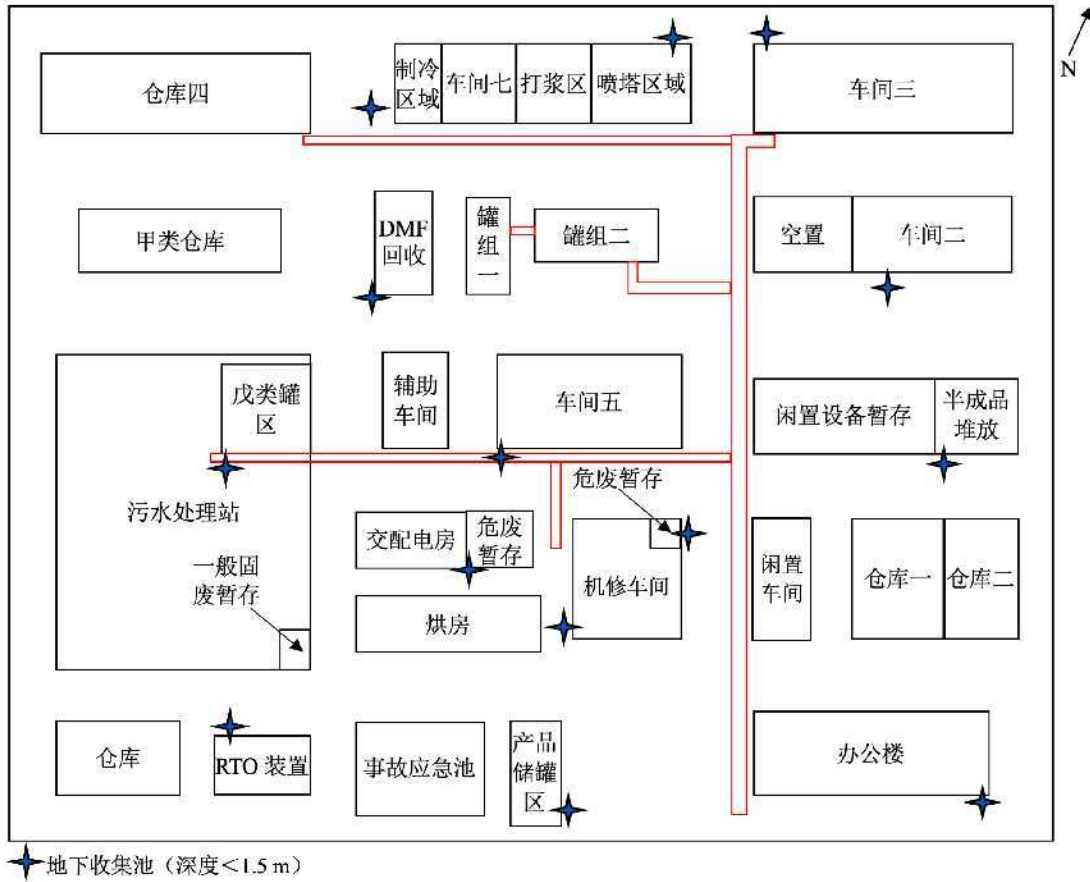 N
仓库四
制冷
区域
车间七
打浆区
喷塔区域
车间三
甲类仓库
DMF
回收
罐
组
一
罐组二
空置
车间二
戊类罐
区
辅助
车间
车间五
闲置设备暂存
半成品
堆放
污水处理站
一般固
废暂存
交配电房
危废
暂存
危废暂存
机修车间
烘房
闲置
车间
仓库一
仓库二
仓库
RTO 装置
事故应急池
产品
储罐
区
办公楼
地下收集池（深度＜1.5 m）